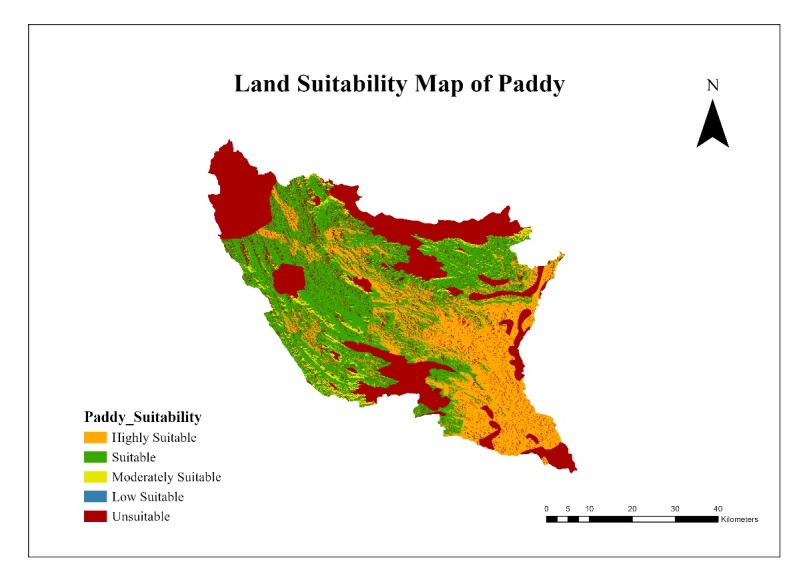 Land Suitability Map of Paddy
N
Paddy_Suitability
Highly Suitable
Suitable
Moderately Suitable
Low Suitable
Unsuitable
0 5 10 20 30 40
Kilometers